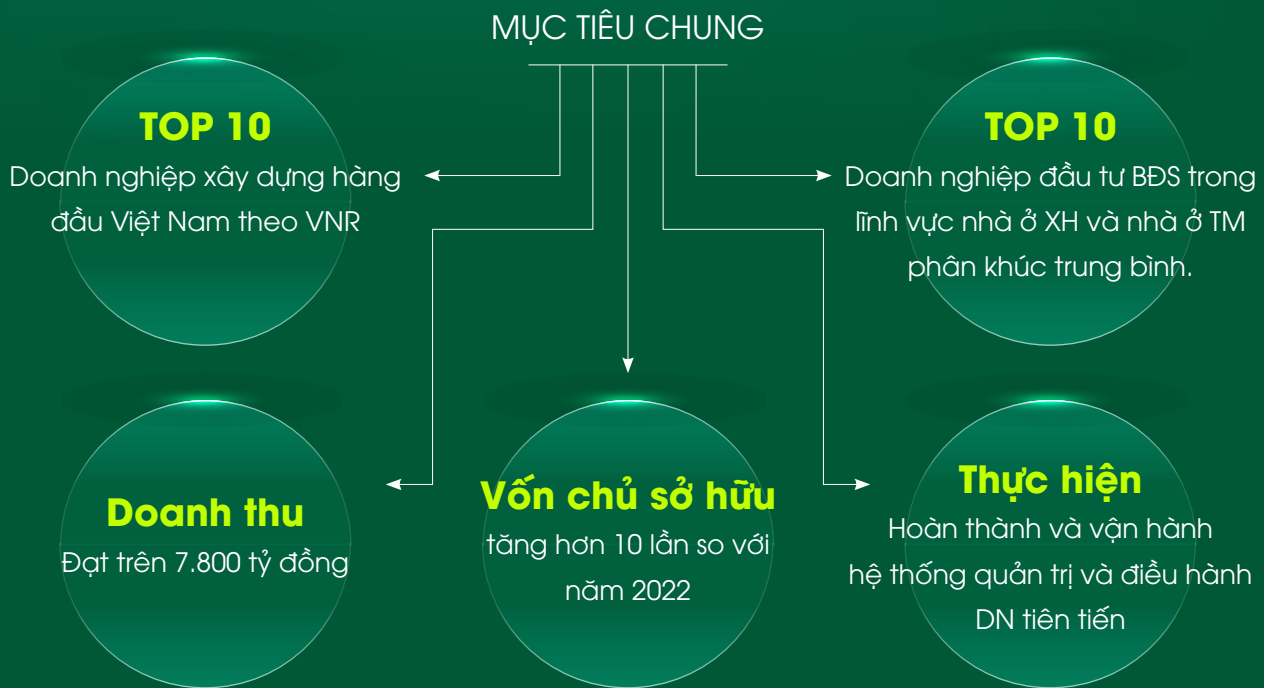 MỤC TIÊU CHUNG
TOP 10
Doanh nghiệp xây dựng hàng
đầu Việt Nam theo VNR
TOP 10
Doanh nghiệp đầu tư BĐS trong
lĩnh vực nhà ở XH và nhà ở TM
phân khúc trung bình.
Doanh thu
Đạt trên 7.800 tỷ đồng
Vốn chủ sở hữu
tăng hơn 10 lần so với
năm 2022
Thực hiện
Hoàn thành và vận hành
hệ thống quản trị và điều hành
DN tiên tiến